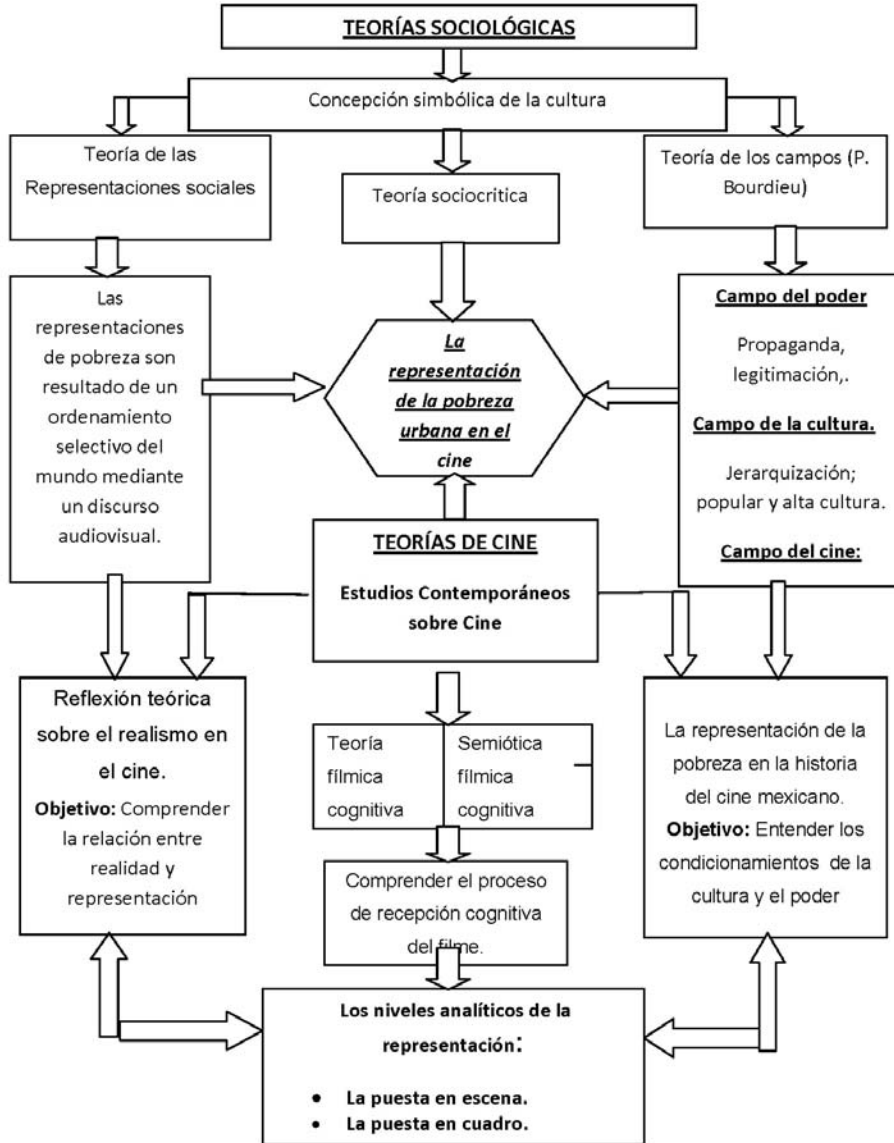 TEORÍAS SOCIOLÓGICAS
Concepción simbólica de la cultura
Teoría de las
Representaciones sociales
Teoría sociocritica
Teoría de los campos (P.
Bourdieu)
Las
representaciones
de pobreza son
resultado de un
ordenamiento
selectivo del
mundo mediante
un discurso
audiovisual.
La
representación
de la pobreza
urbana en el
cine
Campo del poder
Propaganda,
legitimación,.
Campo de la cultura.
Jerarquización;
popular y alta cultura.
Campo del cine:
TEORÍAS DE CINE
Estudios Contemporáneos
sobre Cine
Reflexión teórica
sobre el realismo en
el cine.
Objetivo: Comprender
la relación entre
realidad y
representación
Teoría
fílmica
cognitiva
Semiótica
fílmica
cognitiva
La representación de la
pobreza en la historia
del cine mexicano.
Objetivo: Entender los
condicionamientos de la
cultura y el poder
Comprender el proceso
de recepción cognitiva
del filme.
Los niveles analíticos de la
representación:
• La puesta en escena.
• La puesta en cuadro.